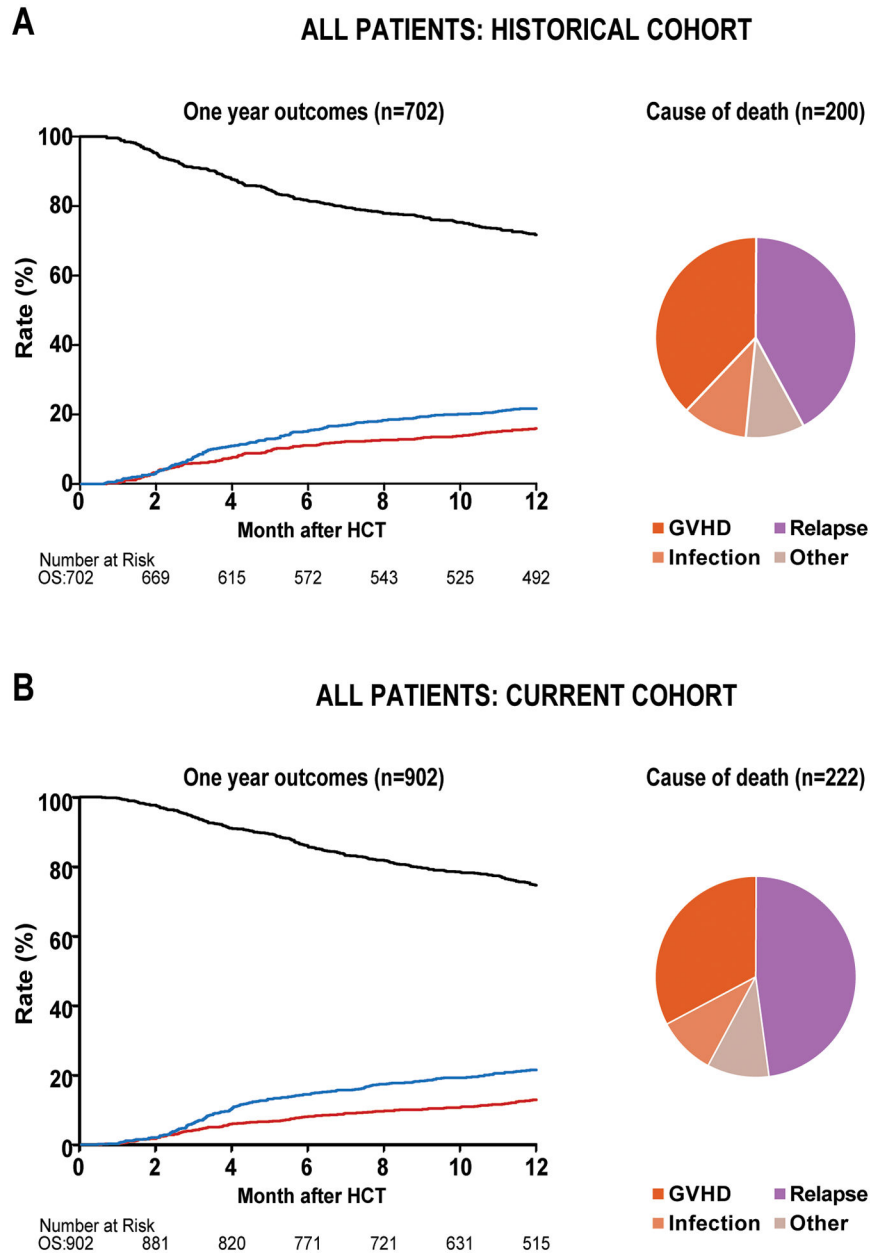 A
ALL PATIENTS: HISTORICAL COHORT
One year outcomes (n=702)
Cause of death (n=200)
100
80
60
40
20
0
Rate (%)
0 2 4 6 8 10 12
Month after HCT
Number at Risk
OS:702 669 615 572 543 525 492
GVHD Relapse
Infection Other
B
ALL PATIENTS: CURRENT COHORT
One year outcomes (n=902)
Cause of death (n=222)
100
80
60
40
20
0
Rate (%)
0 2 4 6 8 10 12
Month after HCT
Number at Risk
OS:902 881 820 771 721 631 515
GVHD Relapse
Infection Other